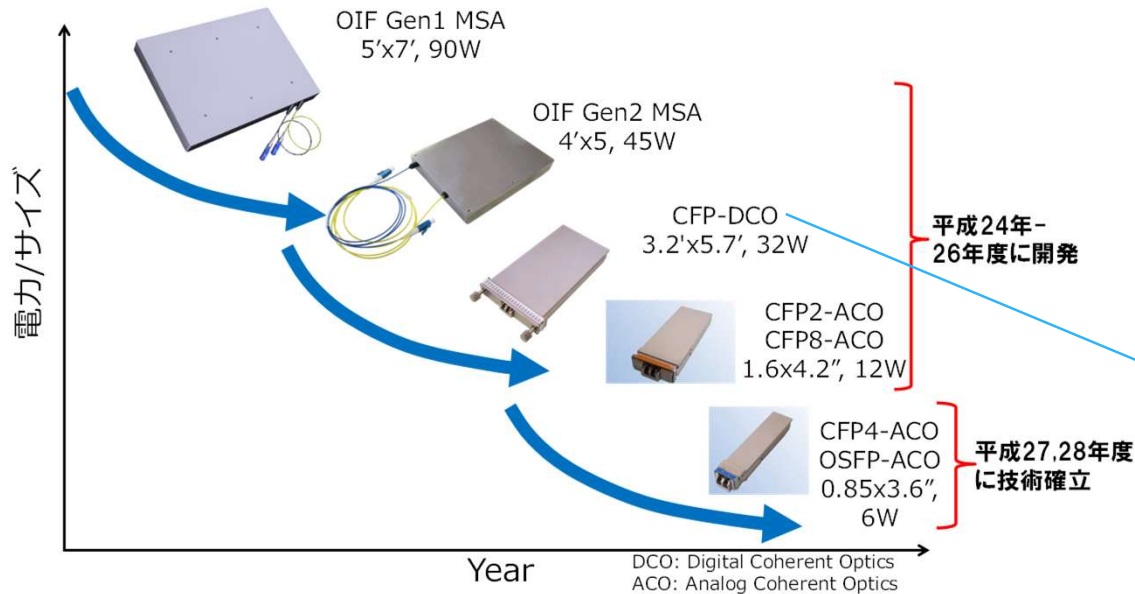 OIF Gen1 MSA
5’x7’, 90W
OIF Gen2 MSA
4’x5, 45W
CFP-DCO
3.2'x5.7’, 32W
平成24年-
26年度に開発
CFP2-ACO
CFP8-ACO
1.6x4.2”, 12W
CFP4-ACO
OSFP-ACO
0.85x3.6”,
6W
平成27,28年度
に技術確立
電力/サイズ
Year
DCO: Digital Coherent Optics
ACO: Analog Coherent Optics